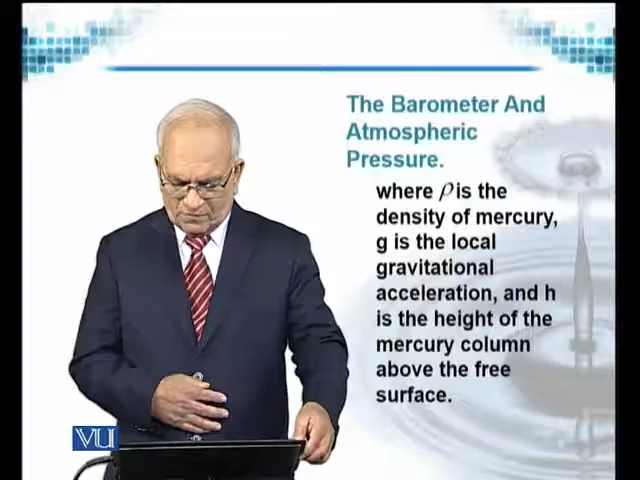 The Barometer And
Atmospheric
Pressure.
where ρ is the
density of mercury,
g is the local
gravitational
acceleration, and h
is the height of the
mercury column
above the free
surface.
VU